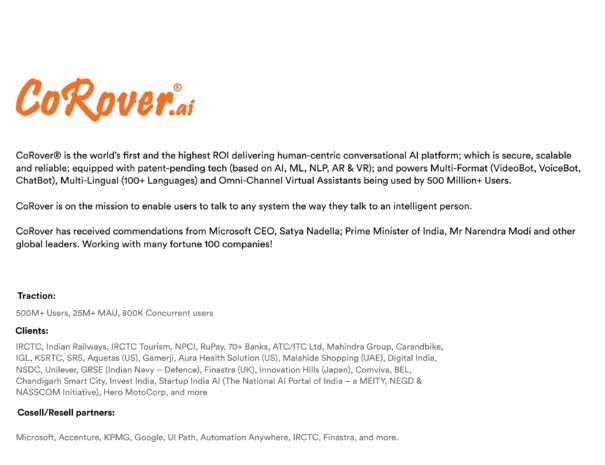 CoRover®.ai
CoRover® is the world's first and the highest ROI delivering human-centric conversational AI platform; which is secure, scalable
and reliable; equipped with patent-pending tech (based on AI, ML, NLP, AR & VR); and powers Multi-Format (VideoBot, VoiceBot,
ChatBot), Multi-Lingual (100+ Languages) and Omni-Channel Virtual Assistants being used by 500 Million+ Users.
CoRover is on the mission to enable users to talk to any system the way they talk to an intelligent person.
CoRover has received commendations from Microsoft CEO, Satya Nadella; Prime Minister of India, Mr Narendra Modi and other
global leaders. Working with many fortune 100 companies!
Traction:
500M+ Users, 25M+ MAU, 800K Concurrent users
Clients:
IRCTC, Indian Railways, IRCTC Tourism, NPCI, RuPay, 70+ Banks, ATC/ITC Ltd, Mahindra Group, Carandbike,
IGL, KSRTC, SRS, Aquetas (US), Gamerji, Aura Health Solution (US), Malahide Shopping (UAE), Digital India,
NSDC, Unilever, GRSE (Indian Navy – Defence), Finastra (UK), Innovation Hills (Japan), Comviva, BEL,
Chandigarh Smart City, Invest India, Startup India AI (The National AI Portal of India – a MEITY, NEGD &
NASSCOM Initiative), Hero MotoCorp, and more
Cosell/Resell partners:
Microsoft, Accenture, KPMG, Google, UI Path, Automation Anywhere, IRCTC, Finastra, and more.